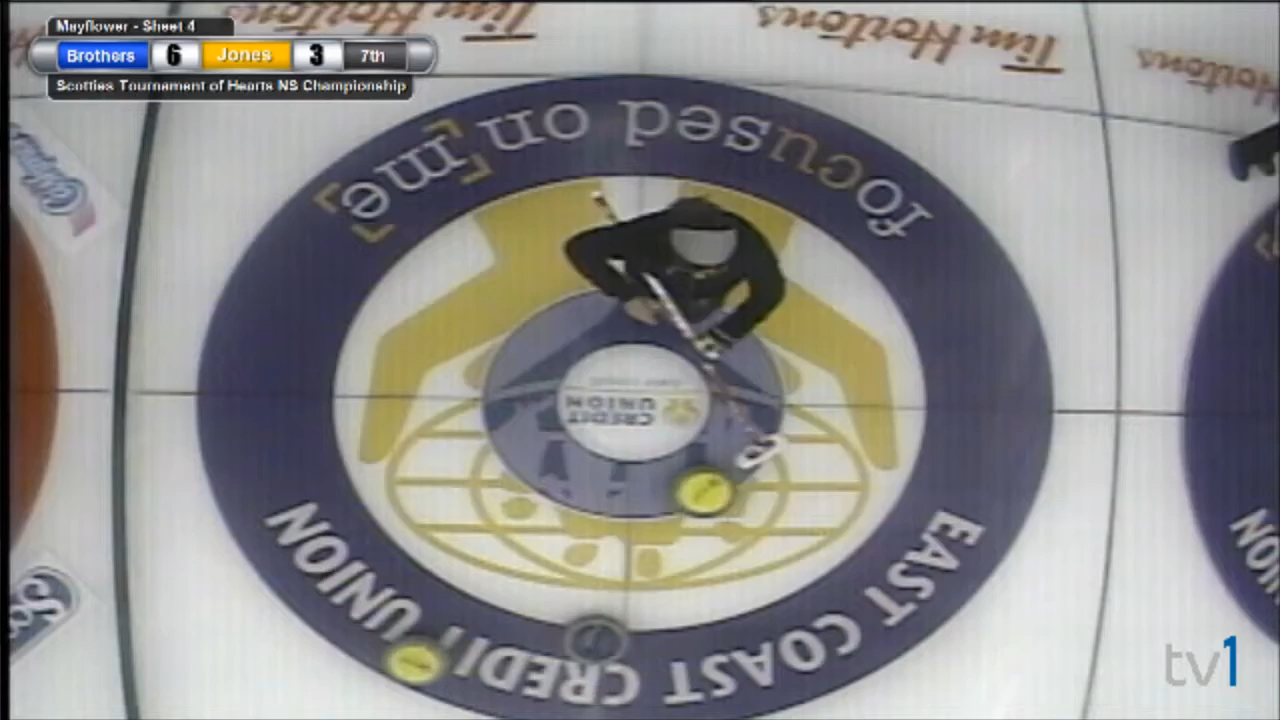 Mayflower - Sheet 4
Brothers 6 Jones 3 7th
Scotties Tournament of Hearts NS Championship
Tim Hortons
Tim Hortons
focused on me
CREDIT
UNION
EAST COAST CREDIT UNION
tv1